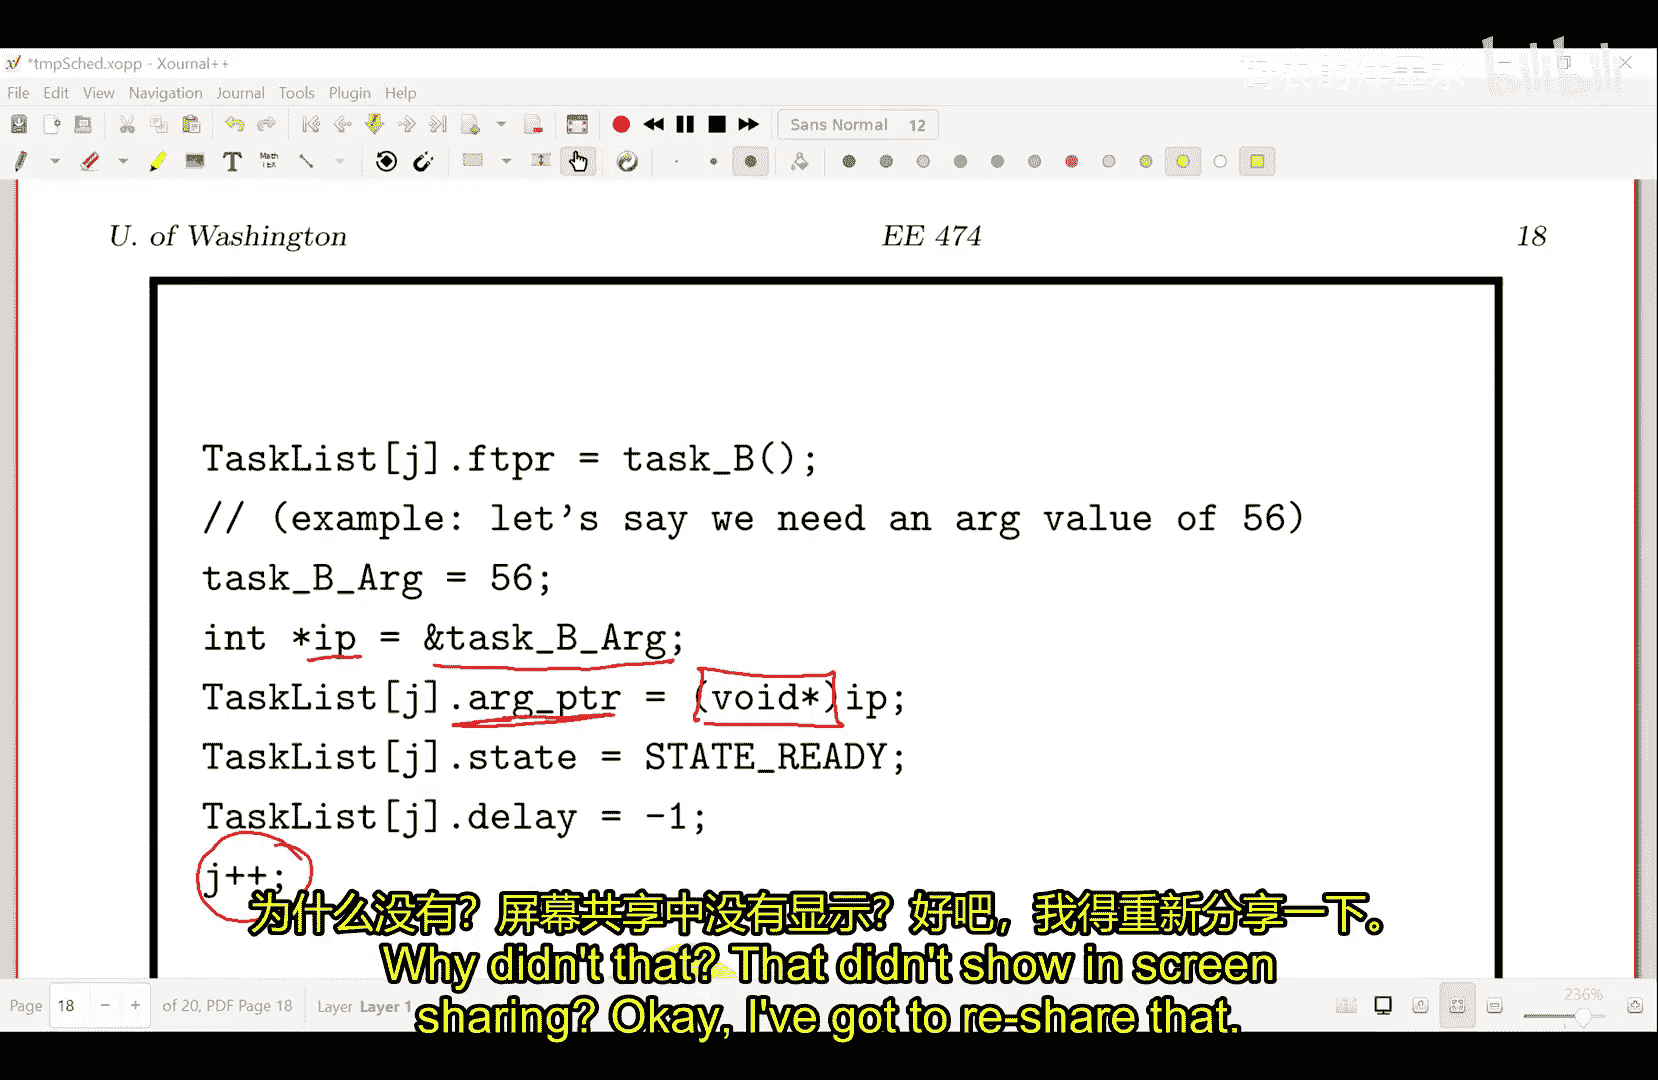 *tmpSched.xopp - Xournal++
File Edit View Navigation Journal Tools Plugin Help
Sans Normal 12
T Math TEX
U. of Washington EE 474 18
TaskList[j].ftpr = task_B();
// (example: let's say we need an arg value of 56)
task_B_Arg = 56;
int *ip = &task_B_Arg;
TaskList[j].arg_ptr = (void*)ip;
TaskList[j].state = STATE_READY;
TaskList[j].delay = -1;
j++;
为什么没有？屏幕共享中没有显示？好吧，我得重新分享一下。
Why didn't that? That didn't show in screen
sharing? Okay, I've got to re-share that.
Page 18 - + of 20, PDF Page 18 Layer Layer 1 236%